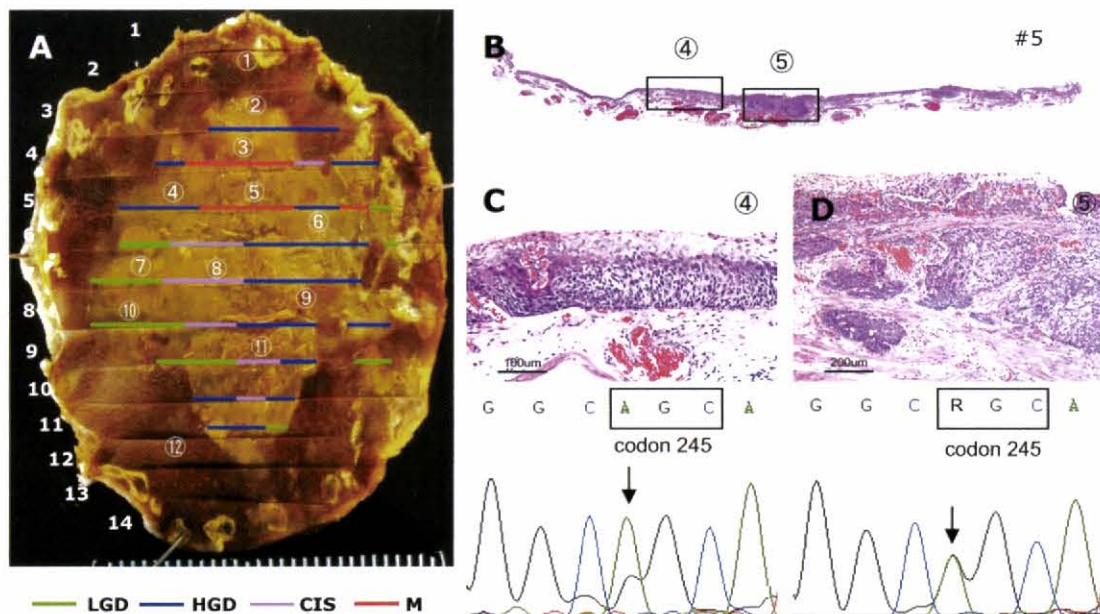 A
1
2
3
4
5
6
7
8
9
10
11
12
13
14
①
②
③
④
⑤
⑥
⑦
⑧
⑨
⑩
⑪
⑫
LGD HGD CIS M
B
#5
④
⑤
C
④
100um
D
⑤
200um
G G C A G C A
codon 245
G G C R G C A
codon 245